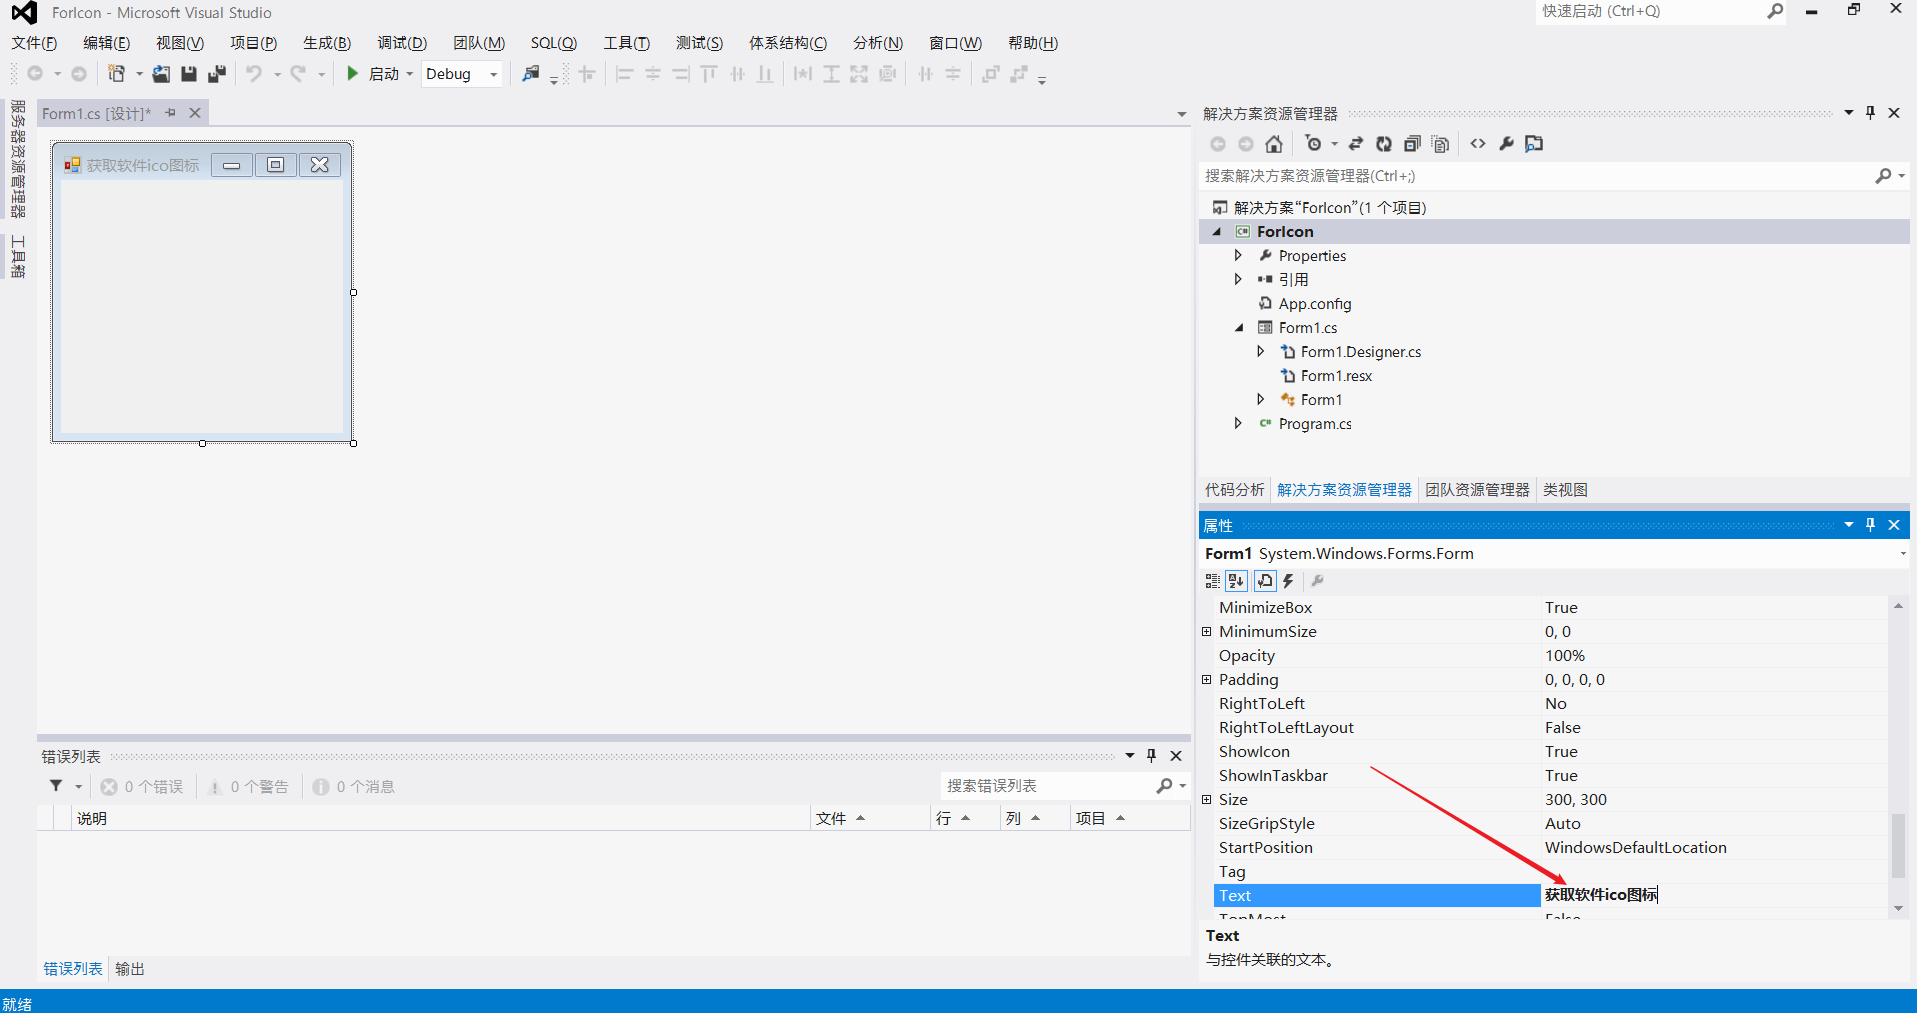 ForIcon - Microsoft Visual Studio
快速启动 (Ctrl+Q)
文件(F) 编辑(E) 视图(V) 项目(P) 生成(B) 调试(D) 团队(M) SQL(Q) 工具(T) 测试(S) 体系结构(C) 分析(N) 窗口(W) 帮助(H)
启动 Debug
服务器资源管理器
工具箱
Form1.cs [设计]*
获取软件ico图标
解决方案资源管理器
搜索解决方案资源管理器(Ctrl+;)
解决方案“ForIcon”(1 个项目)
C# ForIcon
Properties
引用
App.config
Form1.cs
Form1.Designer.cs
Form1.resx
Form1
C# Program.cs
代码分析 解决方案资源管理器 团队资源管理器 类视图
属性
Form1 System.Windows.Forms.Form
MinimizeBox True
MinimumSize 0, 0
Opacity 100%
Padding 0, 0, 0, 0
RightToLeft No
RightToLeftLayout False
ShowIcon True
ShowInTaskbar True
Size 300, 300
SizeGripStyle Auto
StartPosition WindowsDefaultLocation
Tag
Text 获取软件ico图标
TopMost False
Text
与控件关联的文本。
错误列表
0 个错误 0 个警告 0 个消息
搜索错误列表
说明 文件 行 列 项目
错误列表 输出
就绪